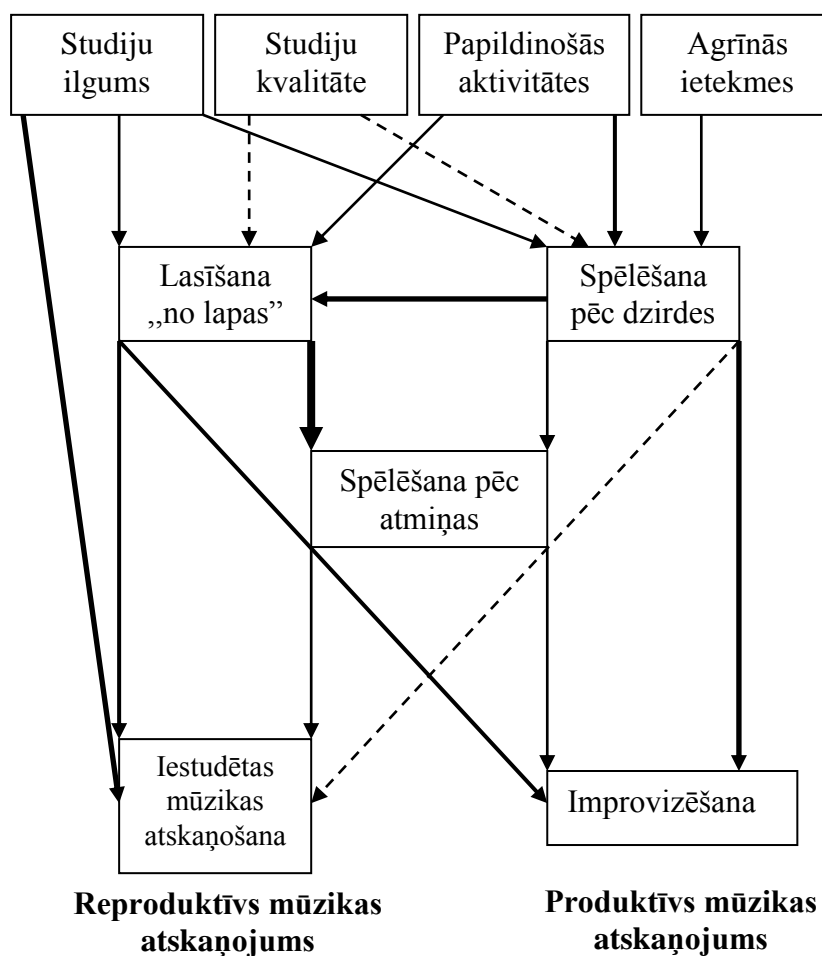 Studiju
ilgums
Studiju
kvalitāte
Papildinošās
aktivitātes
Agrīnās
ietekmes
Lasīšana
„no lapas”
Spēlēšana
pēc dzirdes
Spēlēšana pēc
atmiņas
Iestudētas
mūzikas
atskaņošana
Improvizēšana
Reproduktīvs mūzikas
atskaņojums
Produktīvs mūzikas
atskaņojums